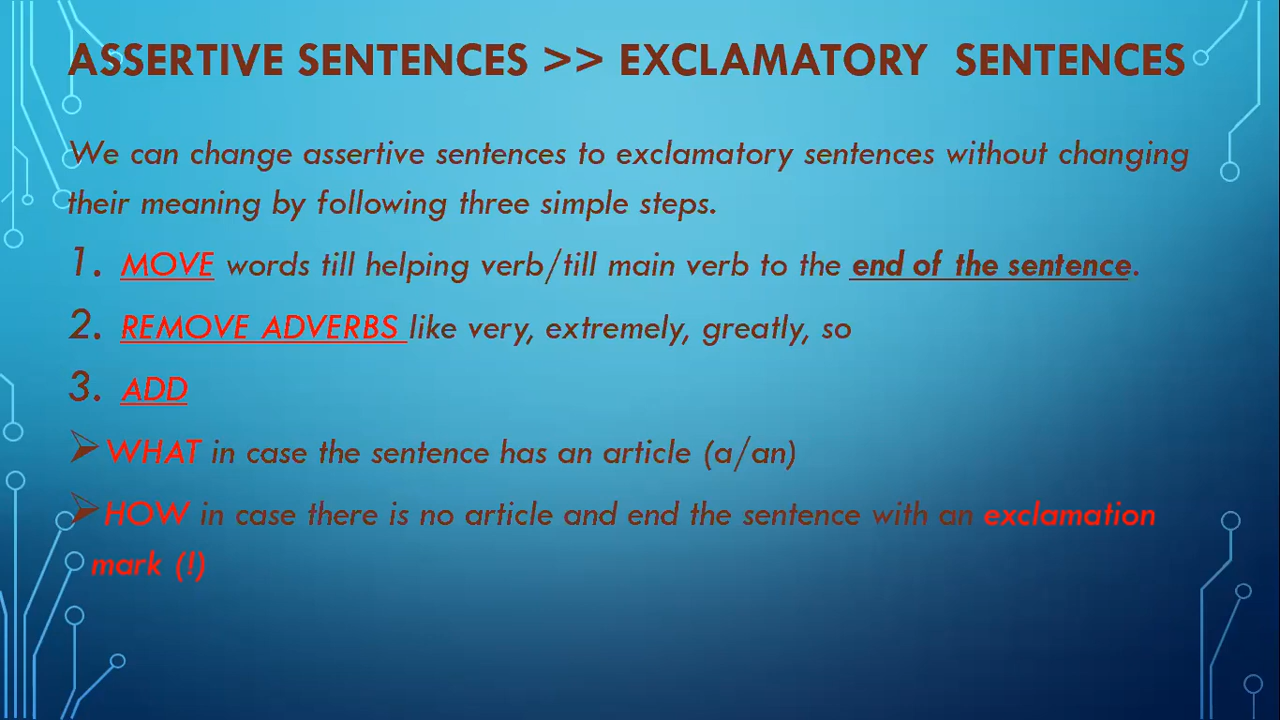 ASSERTIVE SENTENCES >> EXCLAMATORY SENTENCES
We can change assertive sentences to exclamatory sentences without changing
their meaning by following three simple steps.
1. MOVE words till helping verb/till main verb to the end of the sentence.
2. REMOVE ADVERBS like very, extremely, greatly, so
3. ADD
➢ WHAT in case the sentence has an article (a/an)
➢ HOW in case there is no article and end the sentence with an exclamation
mark (!)